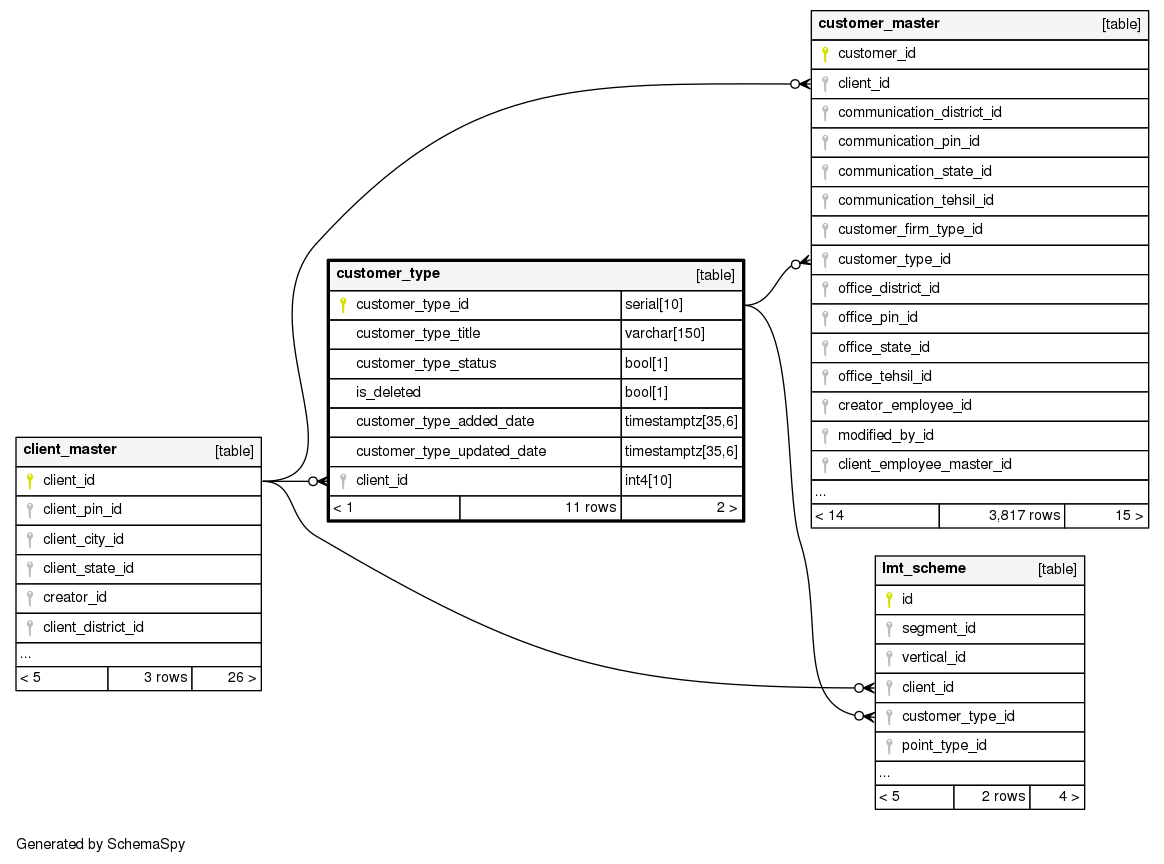 customer_master [table]
customer_id
client_id
communication_district_id
communication_pin_id
communication_state_id
communication_tehsil_id
customer_firm_type_id
customer_type_id
office_district_id
office_pin_id
office_state_id
office_tehsil_id
creator_employee_id
modified_by_id
client_employee_master_id
...
< 14 3,817 rows 15 >
customer_type [table]
customer_type_id serial[10]
customer_type_title varchar[150]
customer_type_status bool[1]
is_deleted bool[1]
customer_type_added_date timestamptz[35,6]
customer_type_updated_date timestamptz[35,6]
client_id int4[10]
< 1 11 rows 2 >
client_master [table]
client_id
client_pin_id
client_city_id
client_state_id
creator_id
client_district_id
...
< 5 3 rows 26 >
lmt_scheme [table]
id
segment_id
vertical_id
client_id
customer_type_id
point_type_id
...
< 5 2 rows 4 >
Generated by SchemaSpy